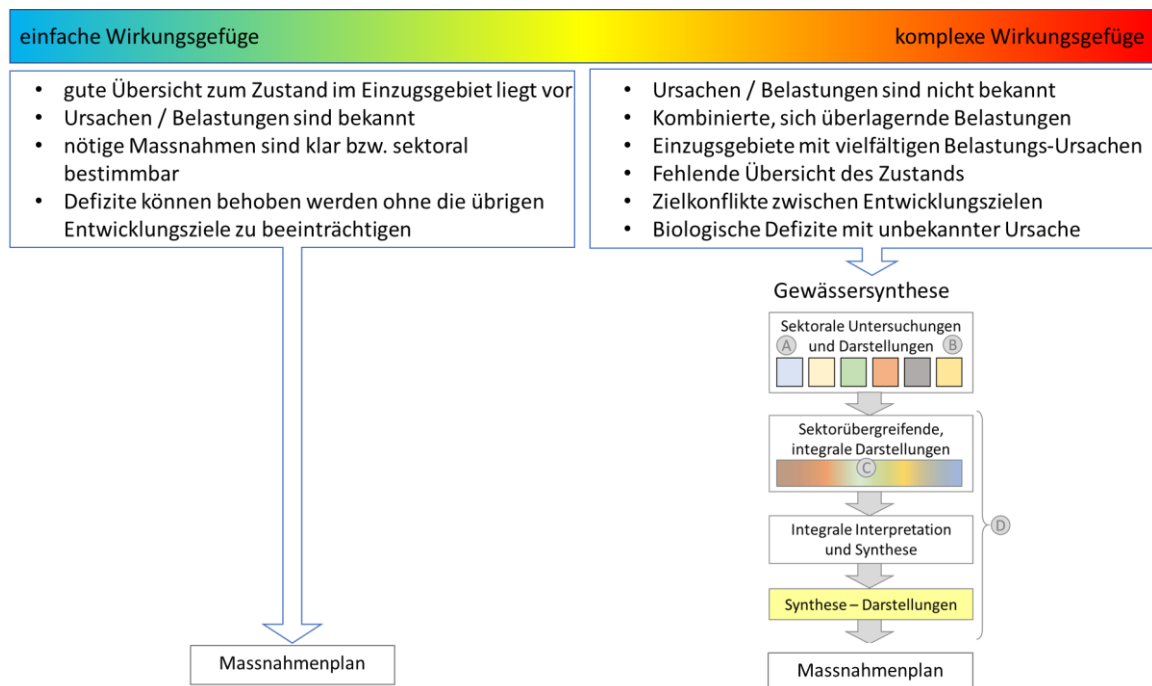 einfache Wirkungsgefüge
komplexe Wirkungsgefüge
• gute Übersicht zum Zustand im Einzugsgebiet liegt vor
• Ursachen / Belastungen sind bekannt
• nötige Massnahmen sind klar bzw. sektoral
bestimmbar
• Defizite können behoben werden ohne die übrigen
Entwicklungsziele zu beeinträchtigen
• Ursachen / Belastungen sind nicht bekannt
• Kombinierte, sich überlagernde Belastungen
• Einzugsgebiete mit vielfältigen Belastungs-Ursachen
• Fehlende Übersicht des Zustands
• Zielkonflikte zwischen Entwicklungszielen
• Biologische Defizite mit unbekannter Ursache
Gewässersynthese
Sektorale Untersuchungen
und Darstellungen
A
B
Sektorübergreifende,
integrale Darstellungen
C
D
Integrale Interpretation
und Synthese
Synthese – Darstellungen
Massnahmenplan
Massnahmenplan